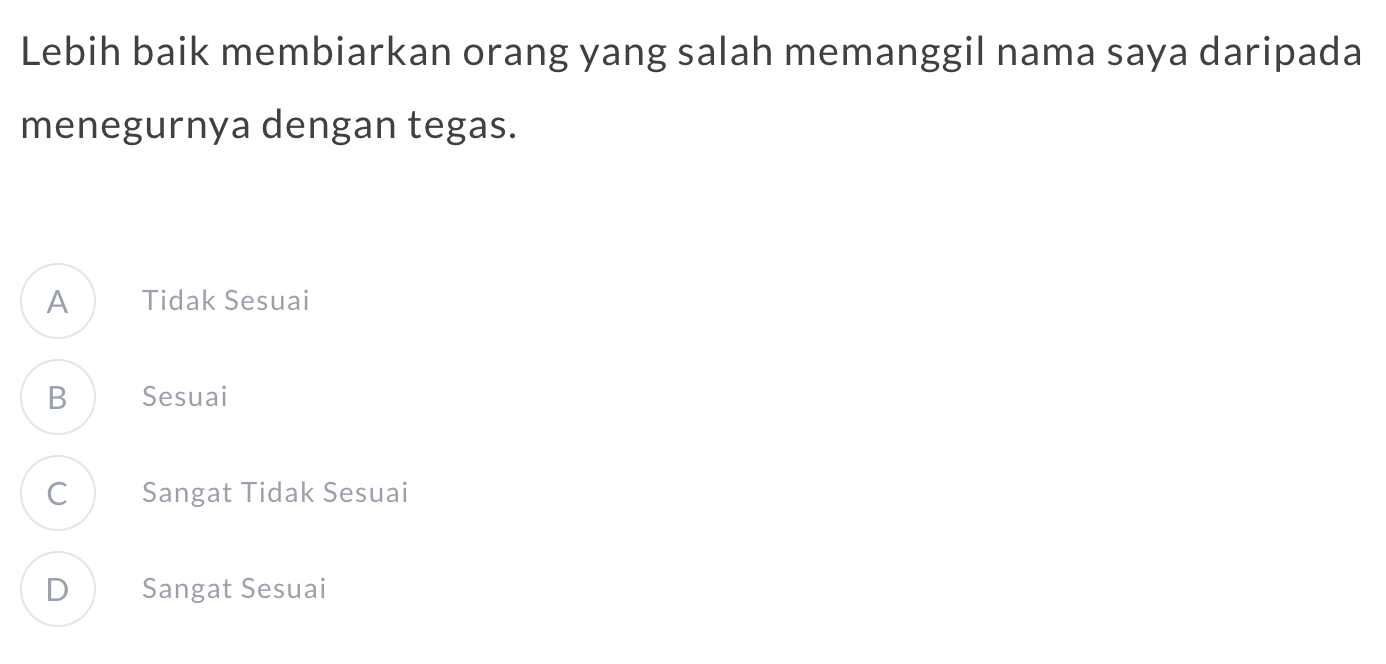 Lebih baik membiarkan orang yang salah memanggil nama saya daripada
menegurnya dengan tegas.
A Tidak Sesuai
B Sesuai
C Sangat Tidak Sesuai
D Sangat Sesuai